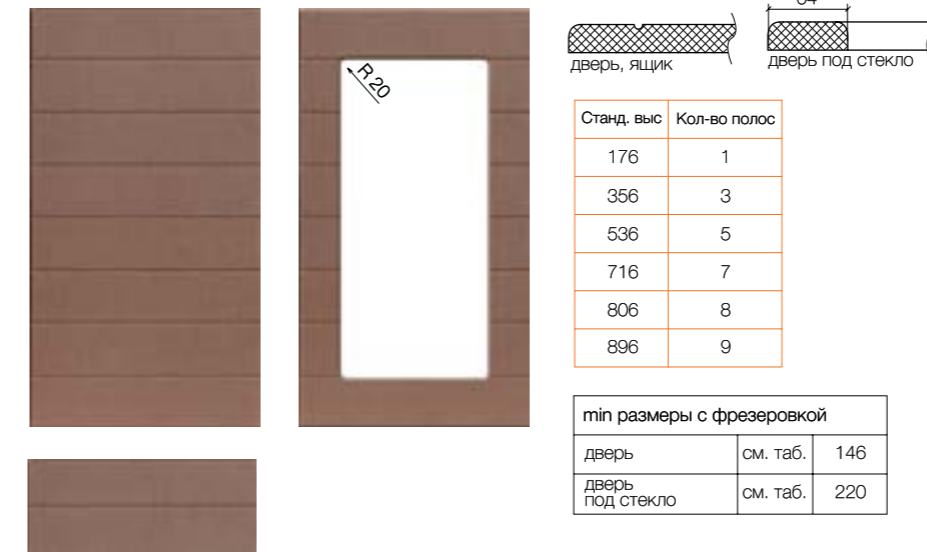 R 20
дверь, ящик
дверь под стекло
Станд. выс Кол-во полос
176 1
356 3
536 5
716 7
806 8
896 9
min размеры с фрезеровкой
дверь см. таб. 146
дверь
под стекло см. таб. 220